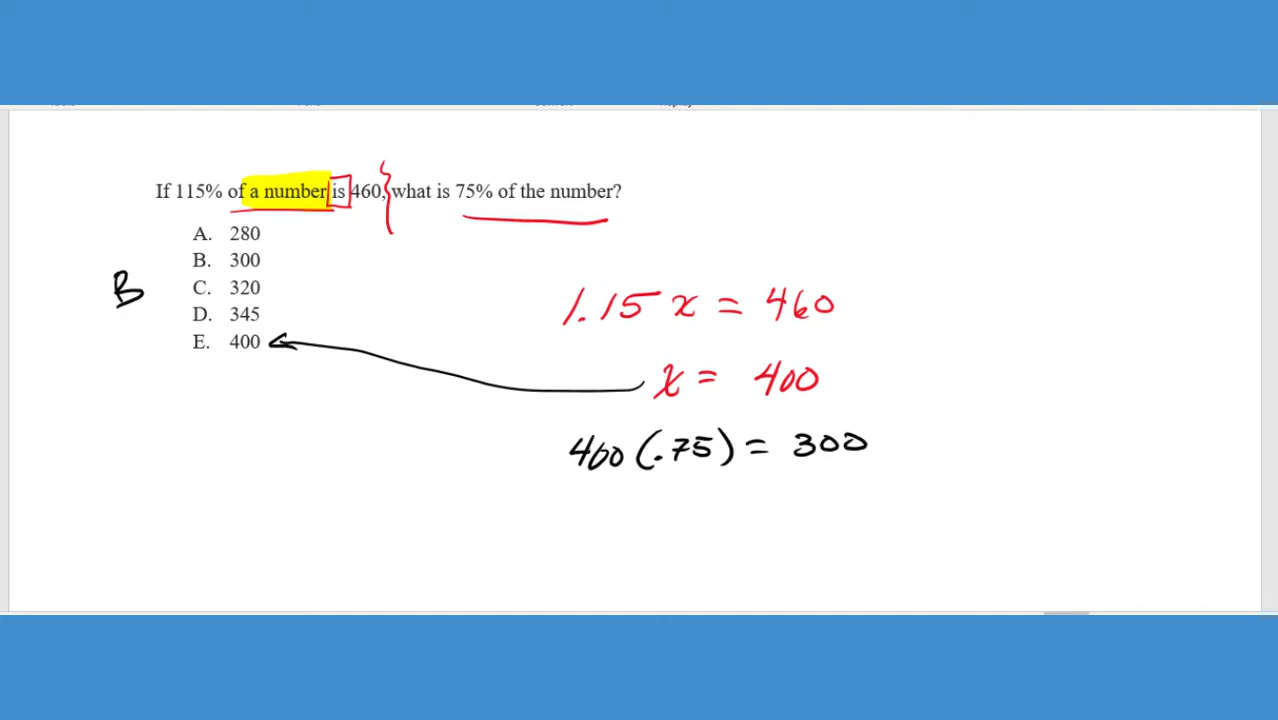 If 115% of a number is 460, what is 75% of the number?
A. 280
B. 300
C. 320
D. 345
E. 400
B
1.15 x = 460
x = 400
400 (.75) = 300